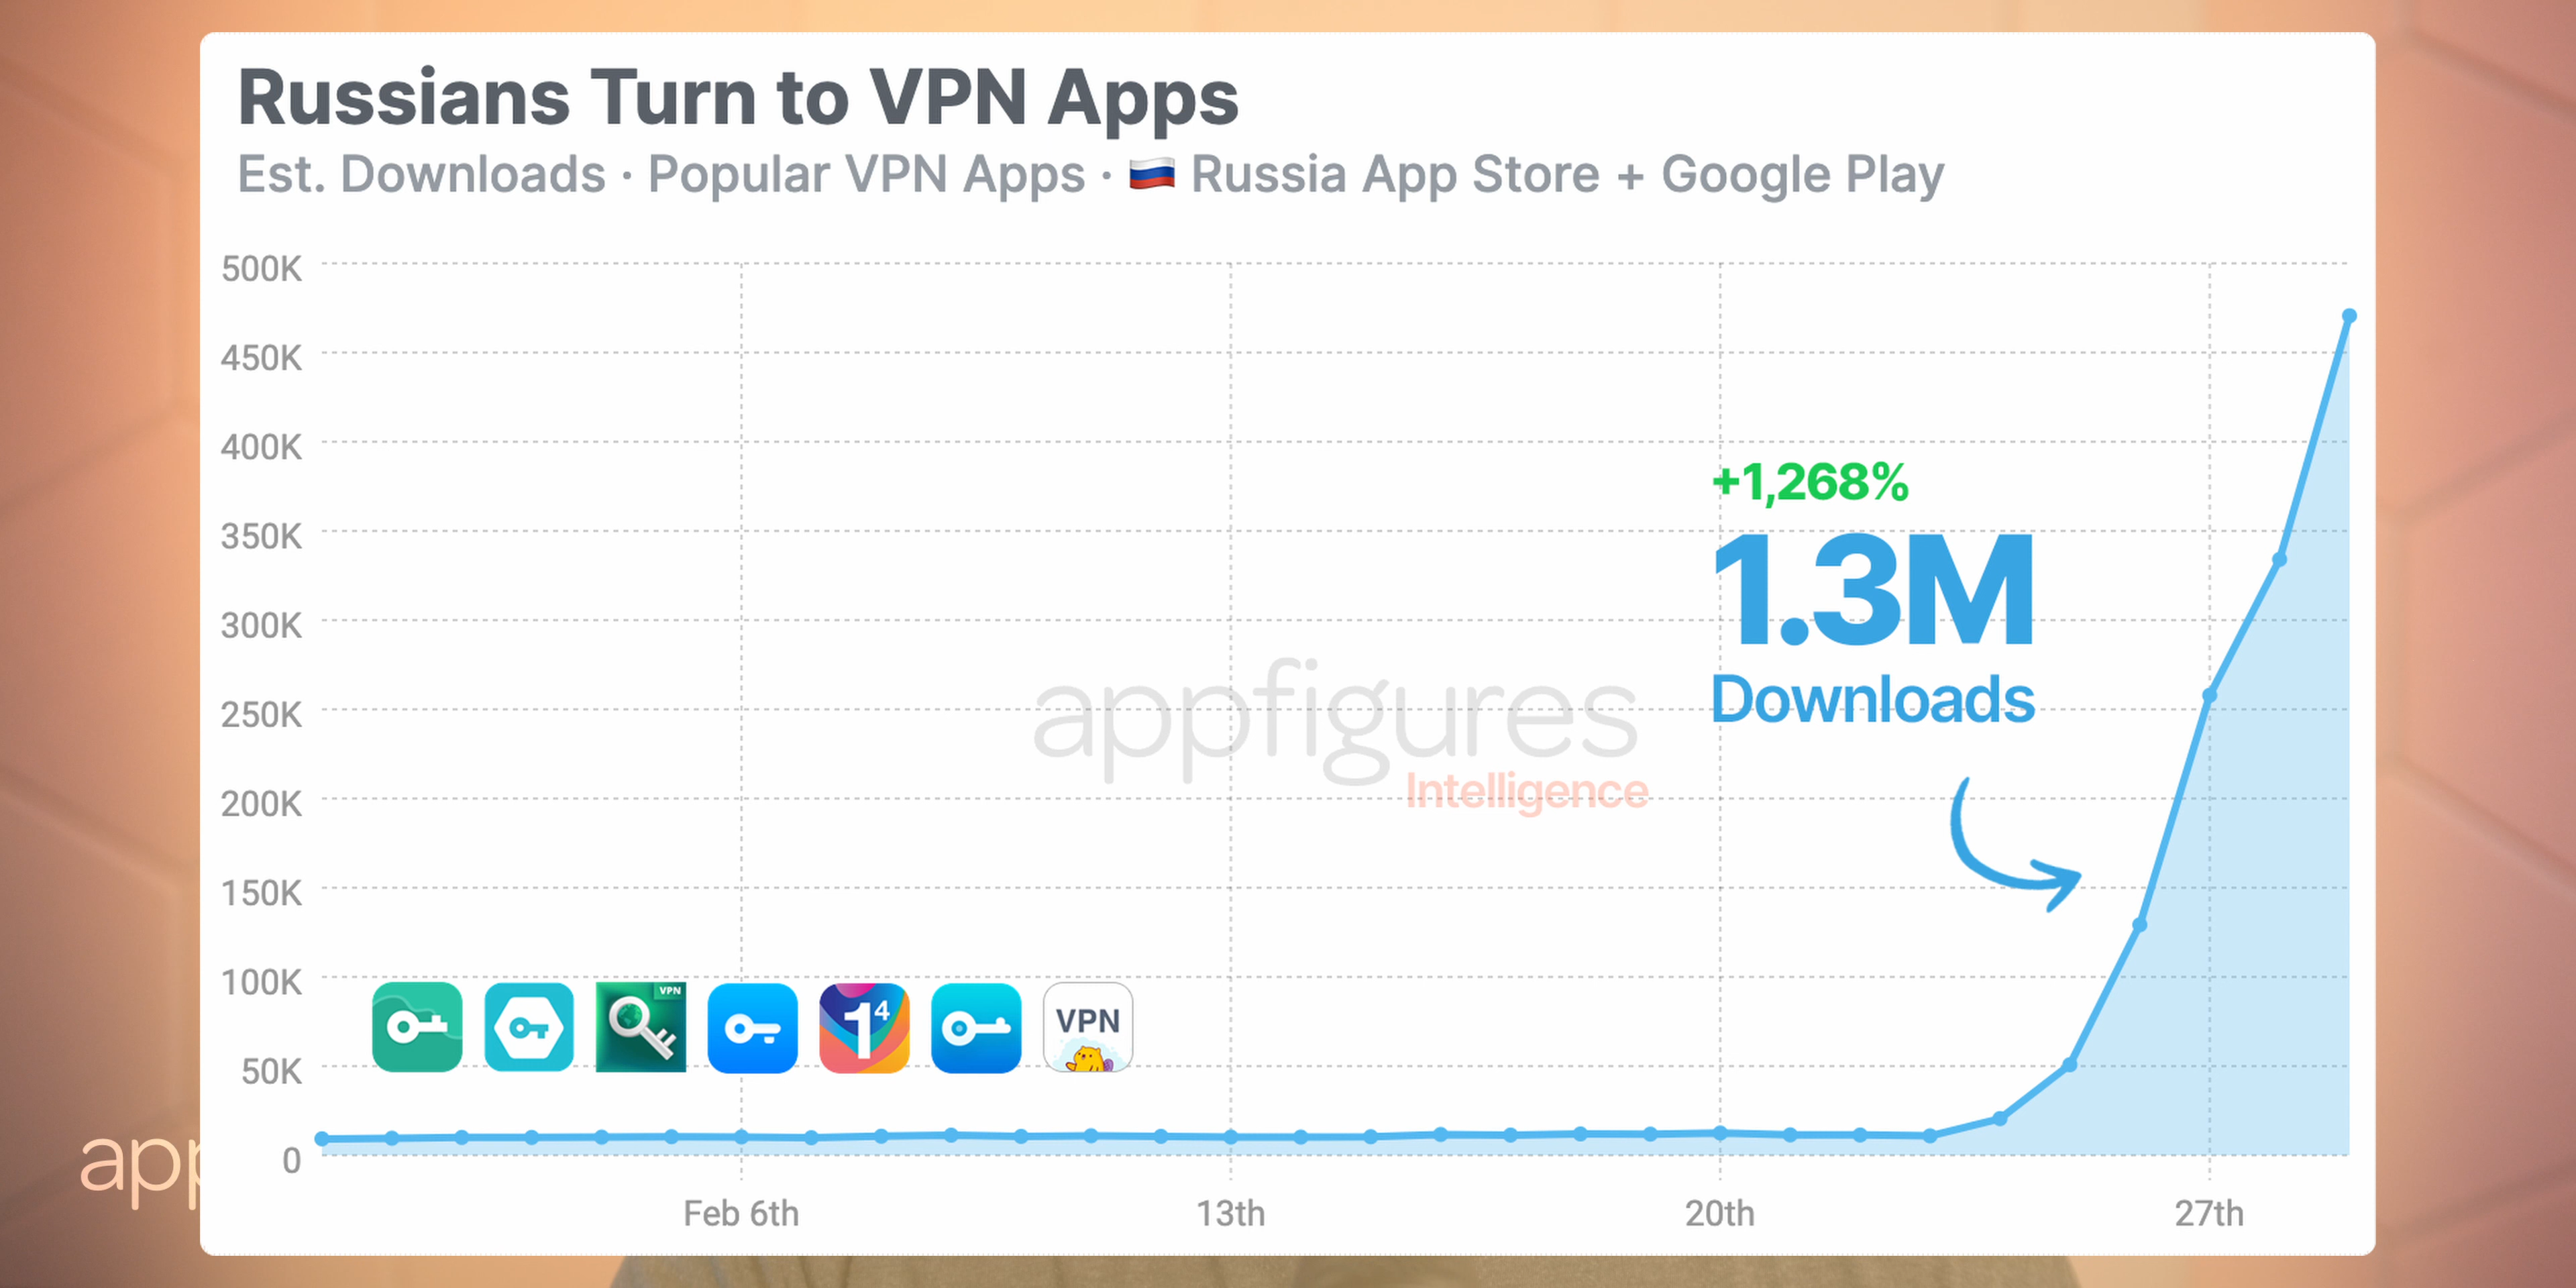 Russians Turn to VPN Apps
Est. Downloads · Popular VPN Apps · 🇷🇺 Russia App Store + Google Play
500K
450K
400K
+1,268%
350K
1.3M
300K
Downloads
250K
appfigures
Intelligence
200K
150K
100K
VPN
1⁴
VPN
50K
0
app
Feb 6th 13th 20th 27th